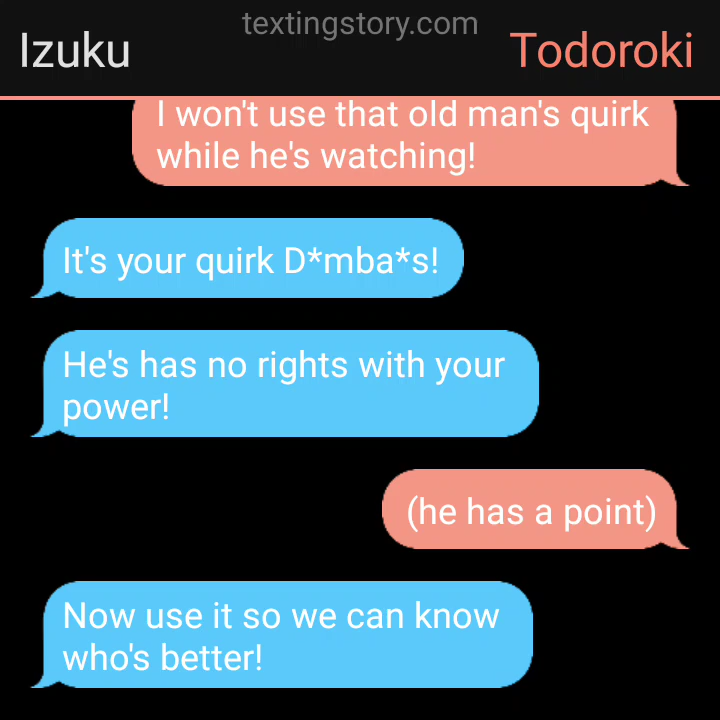 textingstory.com
Izuku
Todoroki
I won't use that old man's quirk
while he's watching!
It's your quirk D*mba*s!
He's has no rights with your
power!
(he has a point)
Now use it so we can know
who's better!